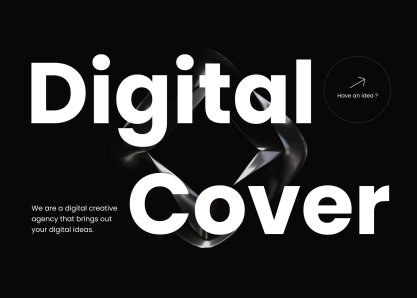 Digital
Have an idea ?
Cover
We are a digital creative
agency that brings out
your digital ideas.